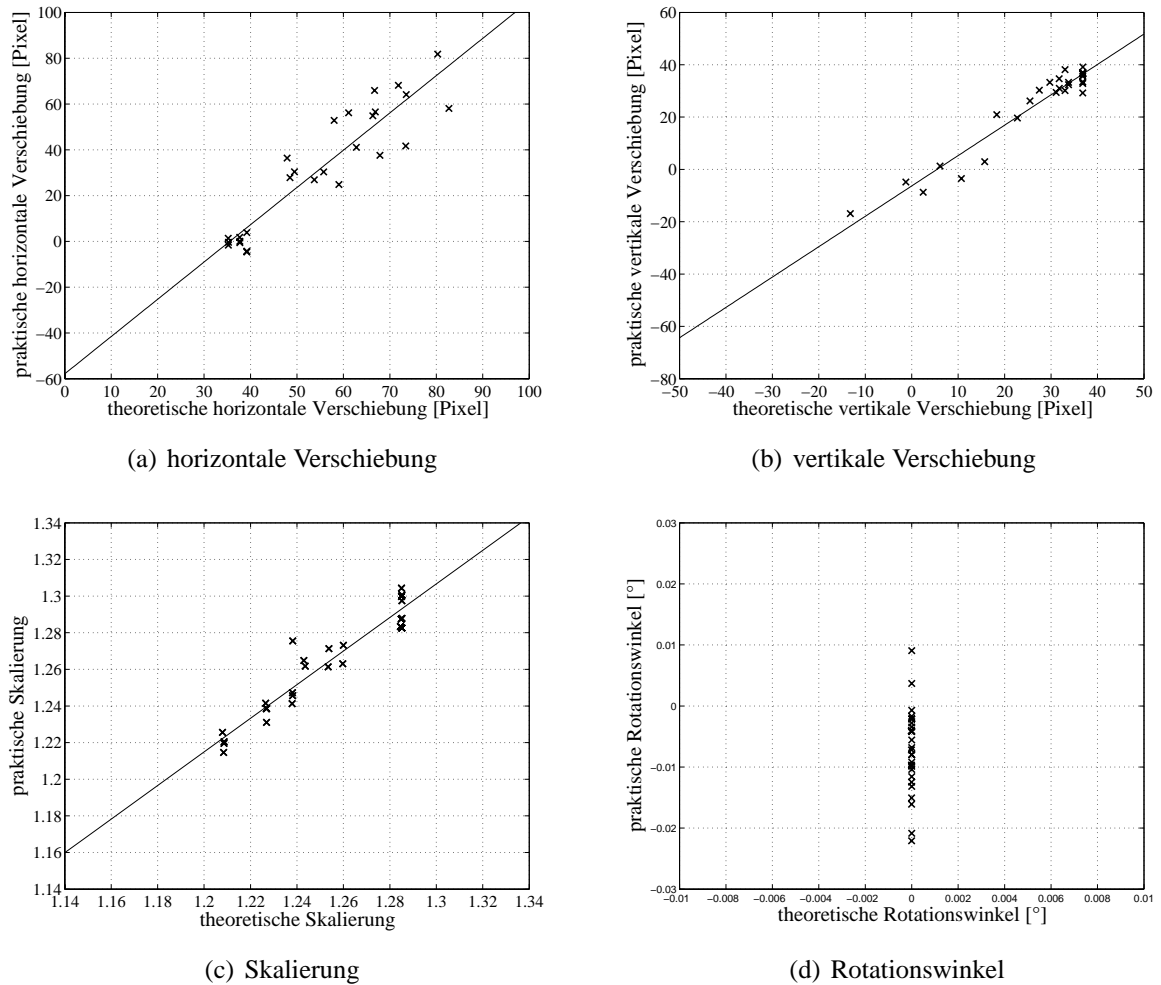 100
80
60
40
20
0
−20
−40
−60
praktische horizontale Verschiebung [Pixel]
0 10 20 30 40 50 60 70 80 90 100
theoretische horizontale Verschiebung [Pixel]
(a) horizontale Verschiebung
60
40
20
0
−20
−40
−60
−80
praktische vertikale Verschiebung [Pixel]
−50 −40 −30 −20 −10 0 10 20 30 40 50
theoretische vertikale Verschiebung [Pixel]
(b) vertikale Verschiebung
1.34
1.32
1.3
1.28
1.26
1.24
1.22
1.2
1.18
1.16
1.14
praktische Skalierung
1.14 1.16 1.18 1.2 1.22 1.24 1.26 1.28 1.3 1.32 1.34
theoretische Skalierung
(c) Skalierung
0.03
0.02
0.01
0
−0.01
−0.02
−0.03
praktische Rotationswinkel [°]
−0.01 −0.008 −0.006 −0.004 −0.002 0 0.002 0.004 0.006 0.008 0.01
theoretische Rotationswinkel [°]
(d) Rotationswinkel